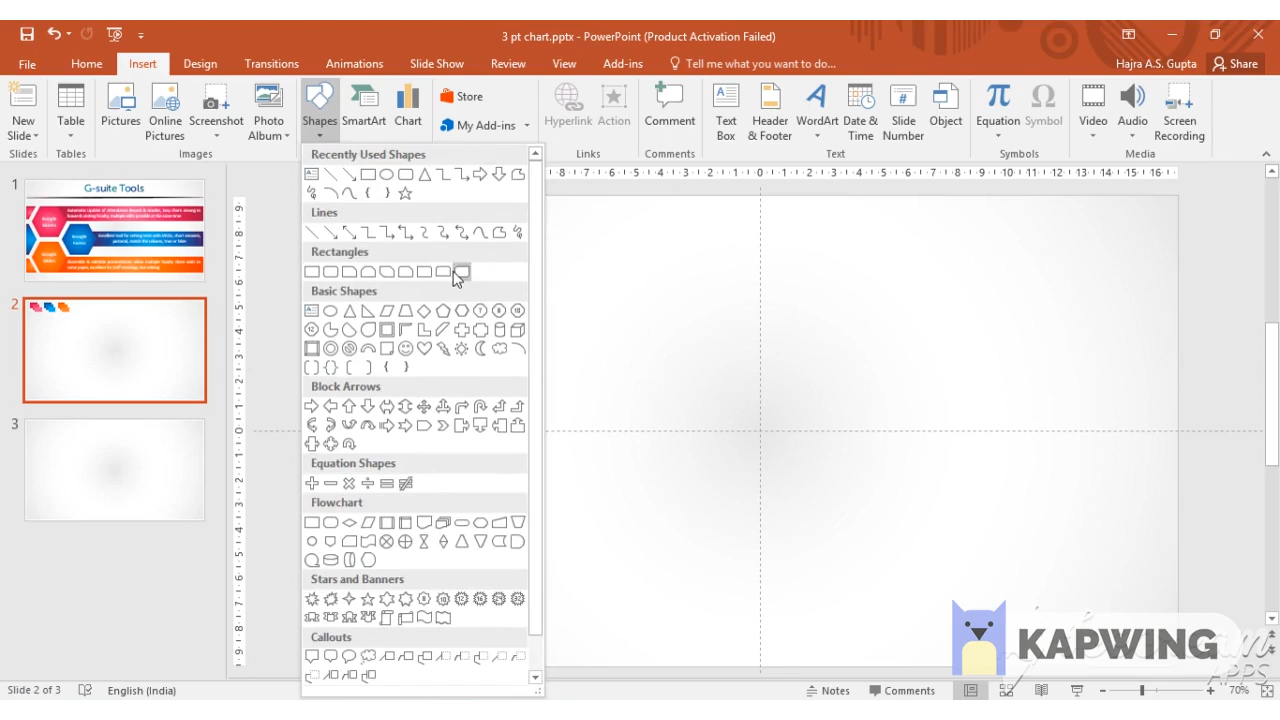 3 pt chart.pptx - PowerPoint (Product Activation Failed)
File Home Insert Design Transitions Animations Slide Show Review View Add-ins Tell me what you want to do... Hajra A.S. Gupta Share
New Slide Table Pictures Online Pictures Screenshot Photo Album Shapes SmartArt Chart Store My Add-ins Hyperlink Action Comment Text Box Header & Footer WordArt Date & Time Slide Number Object Equation Symbol Video Audio Screen Recording
Slides Tables Images Links Comments Text Symbols Media
Recently Used Shapes
Lines
Rectangles
Basic Shapes
Block Arrows
Equation Shapes
Flowchart
Stars and Banners
Callouts
1
G-suite Tools
2
3
KAPWING
APPS
Slide 2 of 3 English (India) Notes Comments 70%